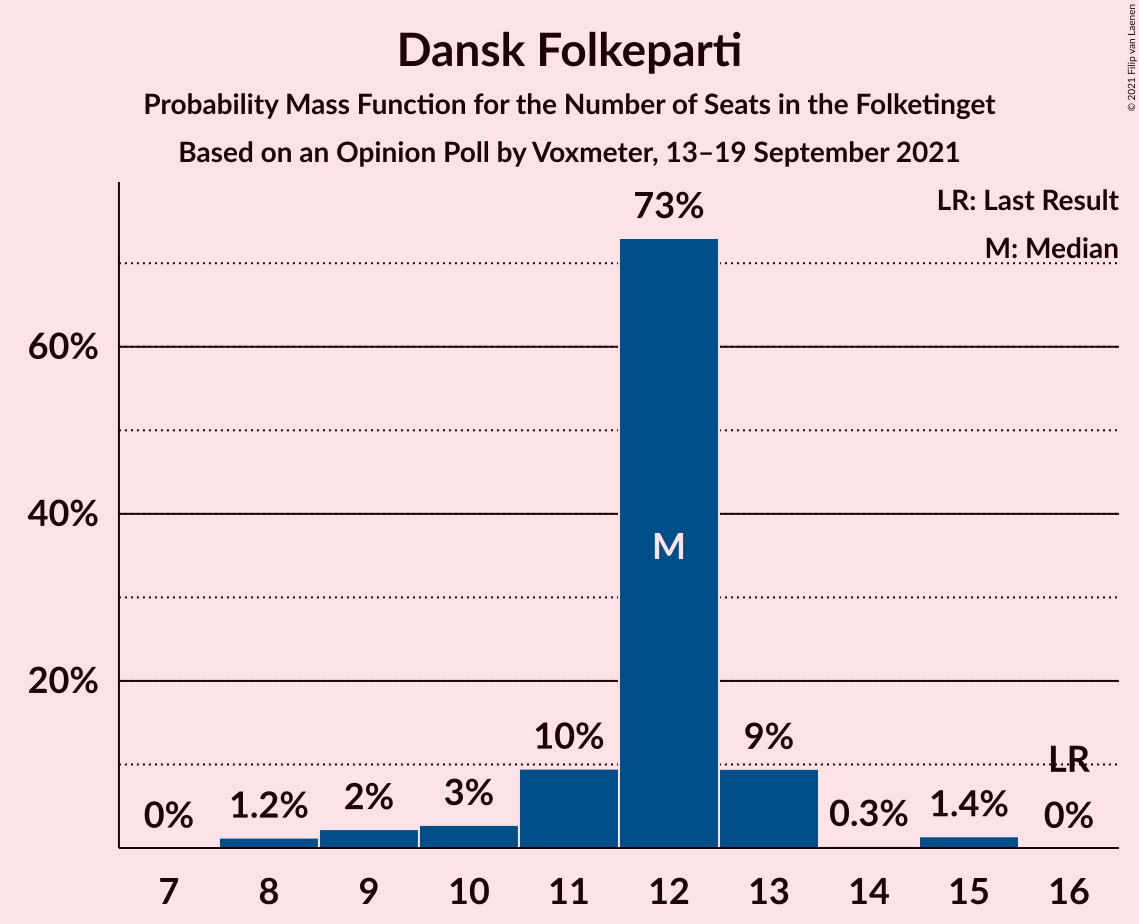 Dansk Folkeparti
Probability Mass Function for the Number of Seats in the Folketinget
Based on an Opinion Poll by Voxmeter, 13–19 September 2021
© 2021 Filip van Laenen
LR: Last Result
M: Median
73%
60%
40%
M
20%
10%
9%
LR
0%
1.2%
2%
3%
0.3%
1.4%
0%
7
8
9
10
11
12
13
14
15
16